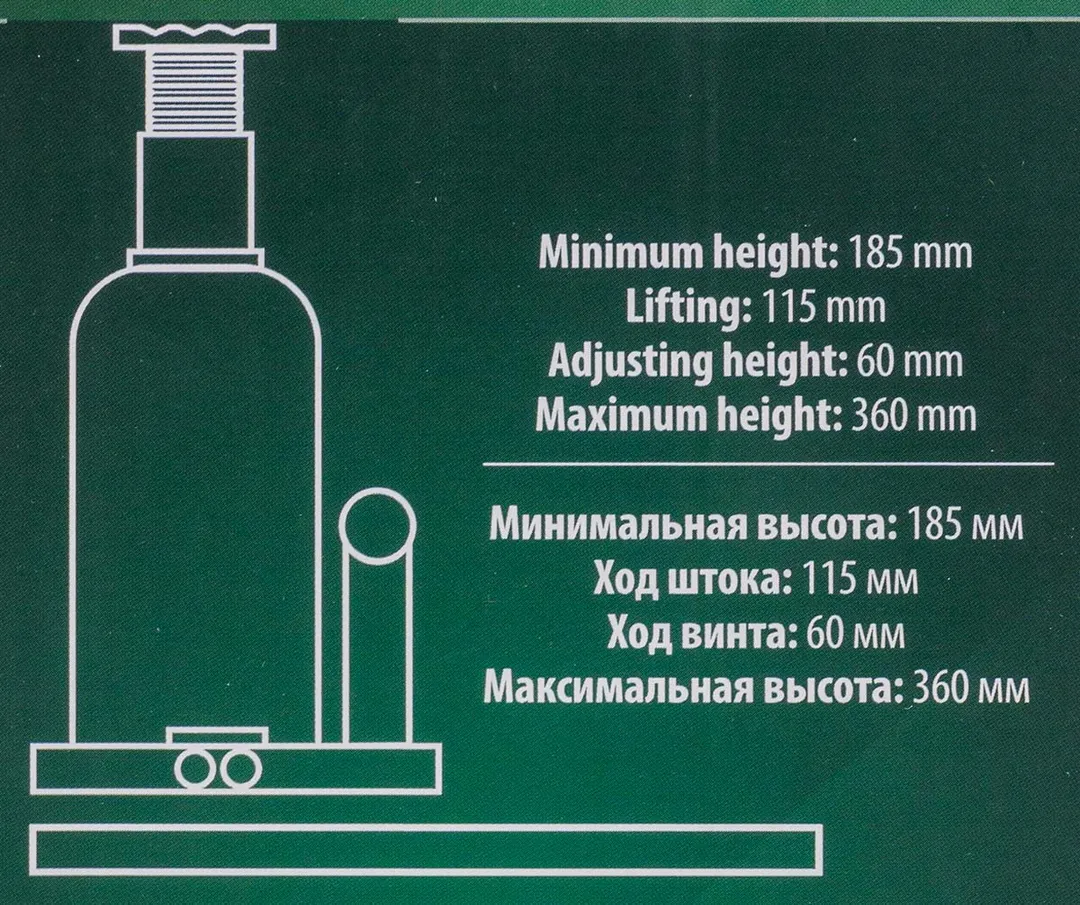 Minimum height: 185 mm
Lifting: 115 mm
Adjusting height: 60 mm
Maximum height: 360 mm
Минимальная высота: 185 мм
Ход штока: 115 мм
Ход винта: 60 мм
Максимальная высота: 360 мм